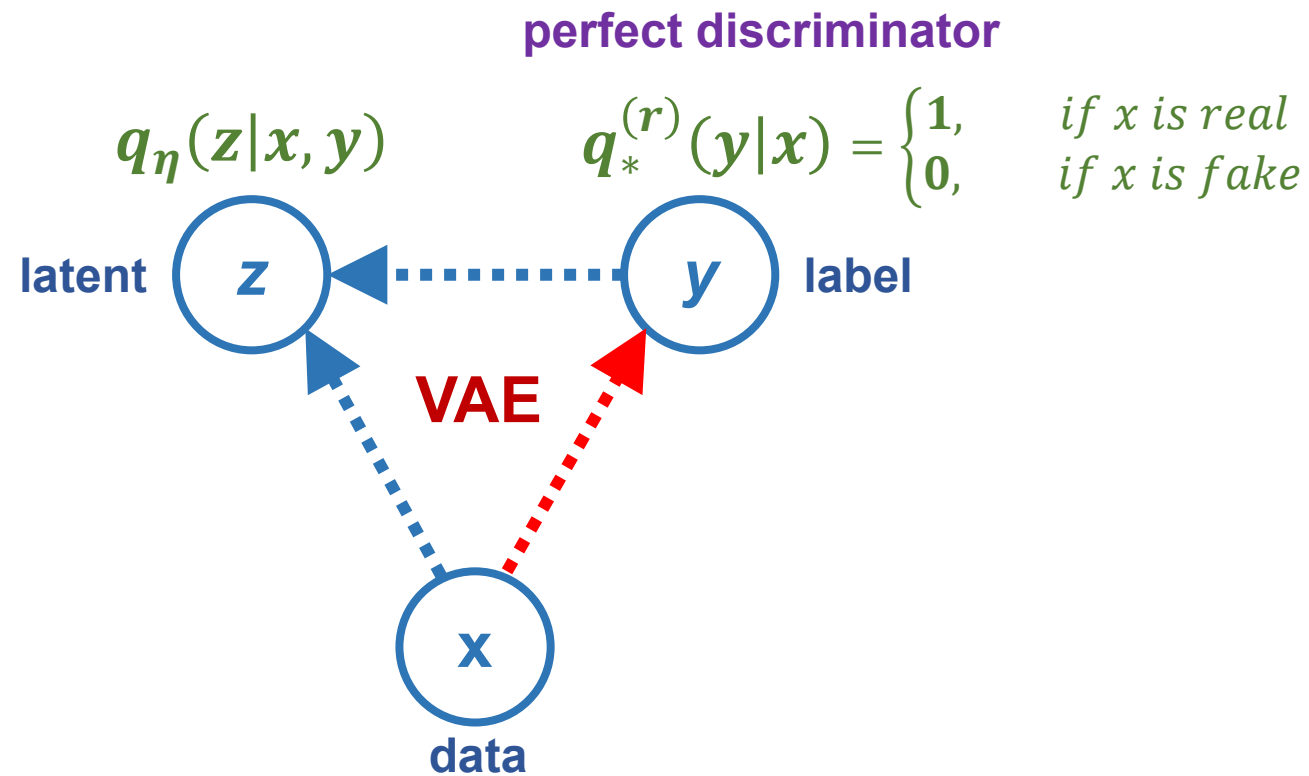 perfect discriminator
q_η(z|x, y)
q_*^(r)(y|x) = {1, if x is real
0, if x is fake
latent z y label
VAE
x
data